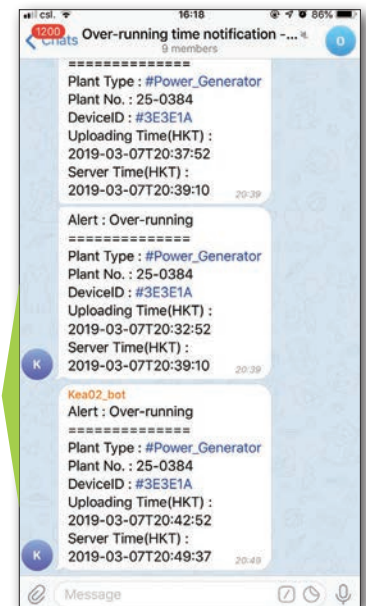 csl.
16:18
86%
1200
Chats
Over-running time notification -...
9 members
O
==============
Plant Type : #Power_Generator
Plant No. : 25-0384
DeviceID : #3E3E1A
Uploading Time(HKT) :
2019-03-07T20:37:52
Server Time(HKT) :
2019-03-07T20:39:10
20:39
Alert : Over-running
==============
Plant Type : #Power_Generator
Plant No. : 25-0384
DeviceID : #3E3E1A
Uploading Time(HKT) :
2019-03-07T20:32:52
Server Time(HKT) :
2019-03-07T20:39:10
20:39
K
Kea02_bot
Alert : Over-running
==============
Plant Type : #Power_Generator
Plant No. : 25-0384
DeviceID : #3E3E1A
Uploading Time(HKT) :
2019-03-07T20:42:52
Server Time(HKT) :
2019-03-07T20:49:37
20:49
K
Message